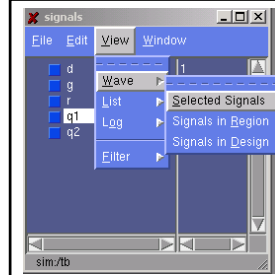 signals
File Edit View Window
d
g
r
q1
q2
1
Wave
List
Log
Filter
Selected Signals
Signals in Region
Signals in Design
sim:/tb